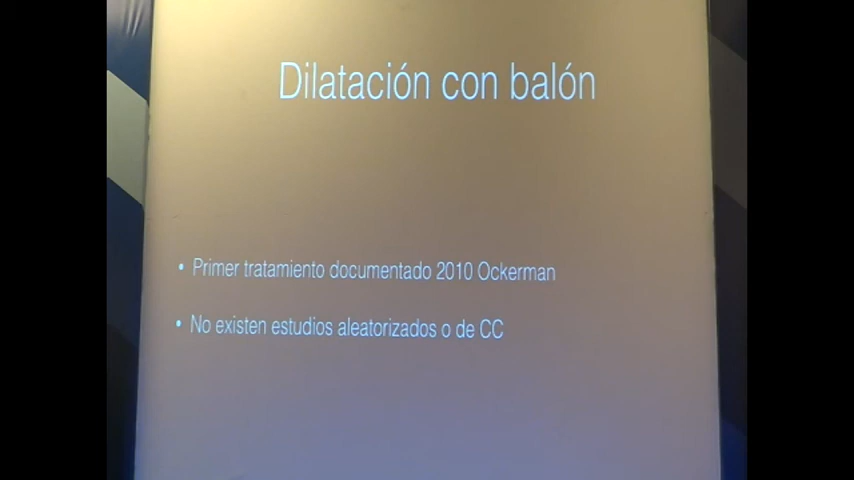 Dilatación con balón
• Primer tratamiento documentado 2010 Ockerman
• No existen estudios aleatorizados o de CC